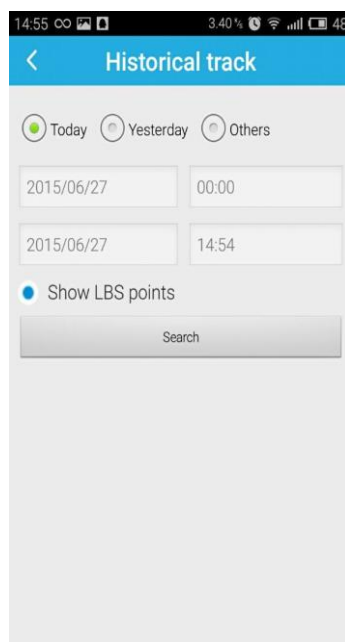 14:55 3.40% 48
Historical track
Today Yesterday Others
2015/06/27 00:00
2015/06/27 14:54
Show LBS points
Search